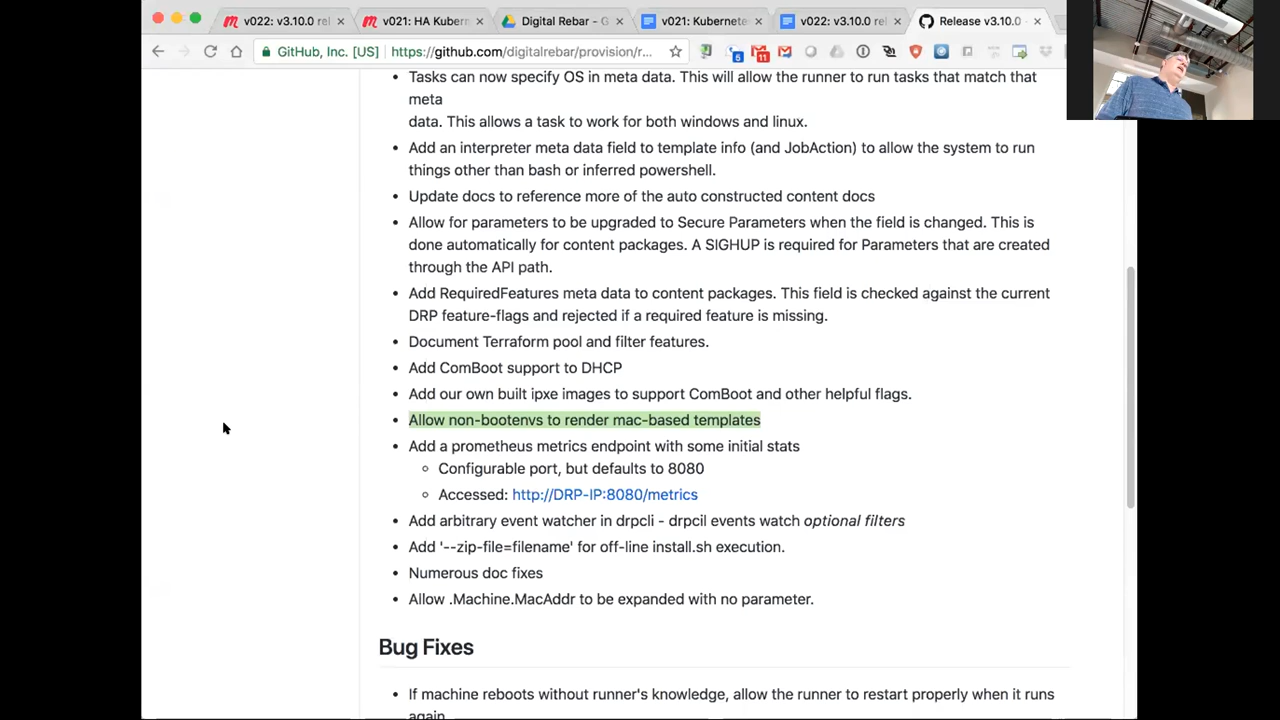 v022: v3.10.0 rel
v021: HA Kubern
Digital Rebar - G
v021: Kubernete
v022: v3.10.0 rel
Release v3.10.0 ·
GitHub, Inc. [US]
https://github.com/digitalrebar/provision/r...
5
11
Tasks can now specify OS in meta data. This will allow the runner to run tasks that match that
meta
data. This allows a task to work for both windows and linux.
Add an interpreter meta data field to template info (and JobAction) to allow the system to run
things other than bash or inferred powershell.
Update docs to reference more of the auto constructed content docs
Allow for parameters to be upgraded to Secure Parameters when the field is changed. This is
done automatically for content packages. A SIGHUP is required for Parameters that are created
through the API path.
Add RequiredFeatures meta data to content packages. This field is checked against the current
DRP feature-flags and rejected if a required feature is missing.
Document Terraform pool and filter features.
Add ComBoot support to DHCP
Add our own built ipxe images to support ComBoot and other helpful flags.
Allow non-bootenvs to render mac-based templates
Add a prometheus metrics endpoint with some initial stats
Configurable port, but defaults to 8080
Accessed: http://DRP-IP:8080/metrics
Add arbitrary event watcher in drpcli - drpcil events watch optional filters
Add '--zip-file=filename' for off-line install.sh execution.
Numerous doc fixes
Allow .Machine.MacAddr to be expanded with no parameter.
Bug Fixes
If machine reboots without runner's knowledge, allow the runner to restart properly when it runs
again.